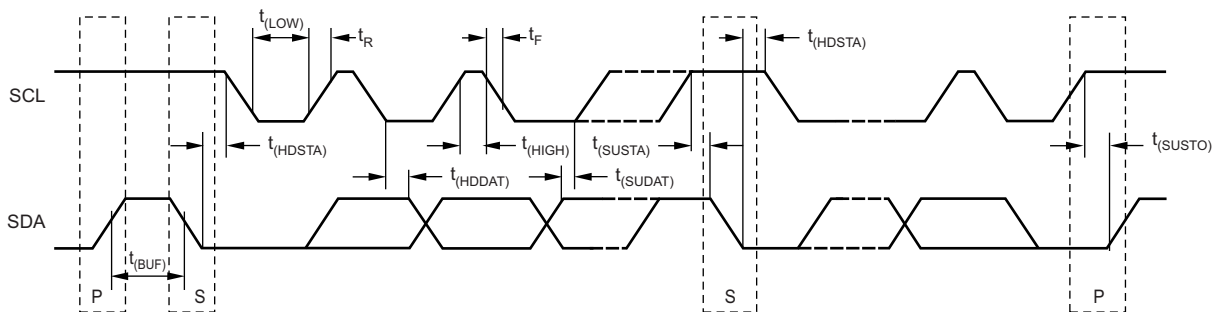 t(LOW)
tR
tF
t(HDSTA)
SCL
t(HDSTA)
t(HIGH)
t(SUSTA)
t(SUSTO)
t(HDDAT)
t(SUDAT)
SDA
t(BUF)
P
S
S
P